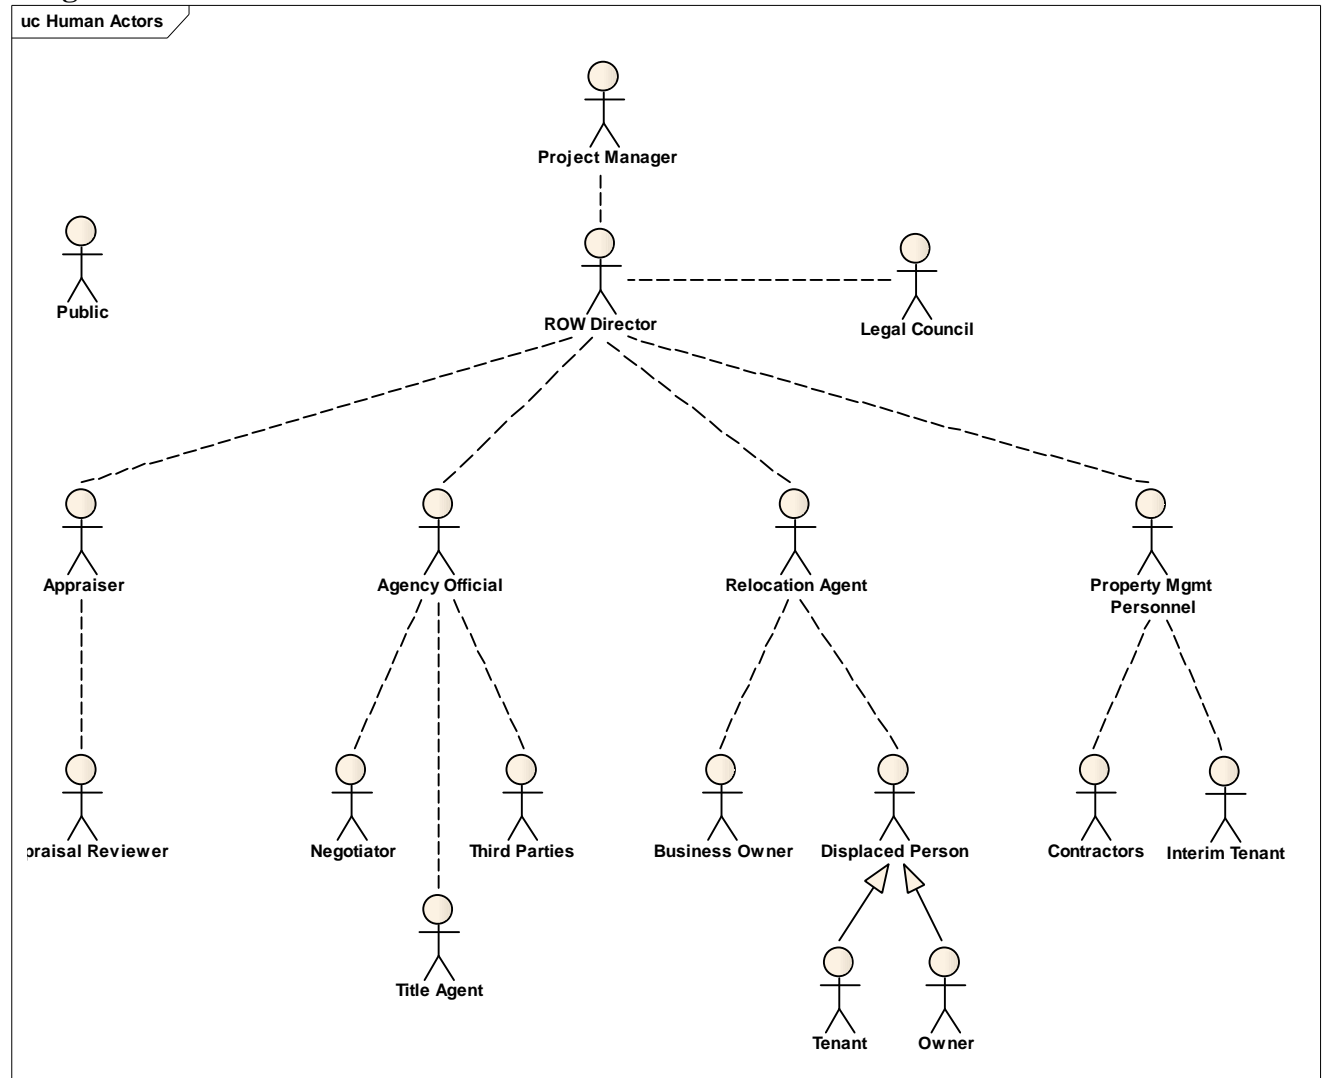 uc Human Actors
Project Manager
Public
ROW Director
Legal Council
Appraiser
Agency Official
Relocation Agent
Property Mgmt
Personnel
praisal Reviewer
Negotiator
Third Parties
Business Owner
Displaced Person
Contractors
Interim Tenant
Title Agent
Tenant
Owner